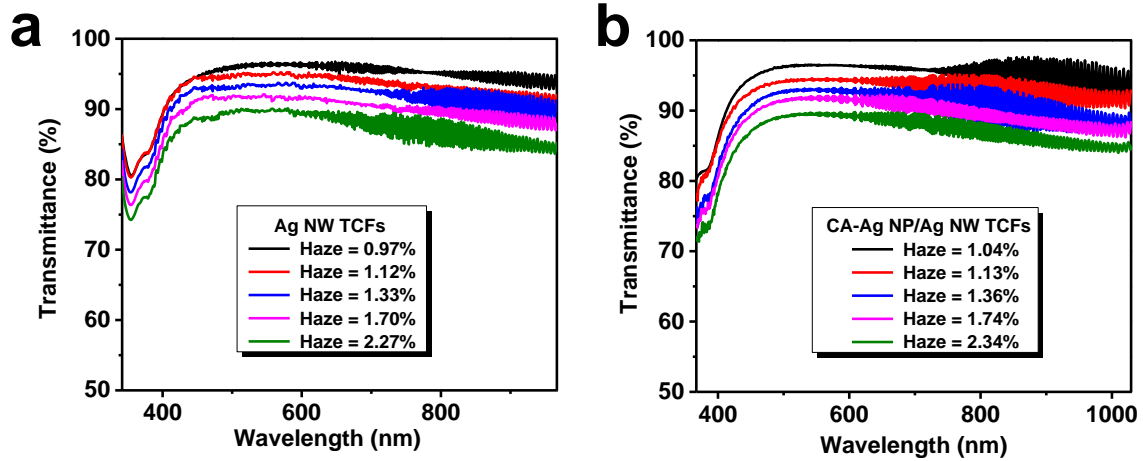 a
100
90
80
70
60
50
400
600
800
Transmittance (%)
Wavelength (nm)
Ag NW TCFs
Haze = 0.97%
Haze = 1.12%
Haze = 1.33%
Haze = 1.70%
Haze = 2.27%
b
100
90
80
70
60
50
400
600
800
1000
Transmittance (%)
Wavelength (nm)
CA-Ag NP/Ag NW TCFs
Haze = 1.04%
Haze = 1.13%
Haze = 1.36%
Haze = 1.74%
Haze = 2.34%